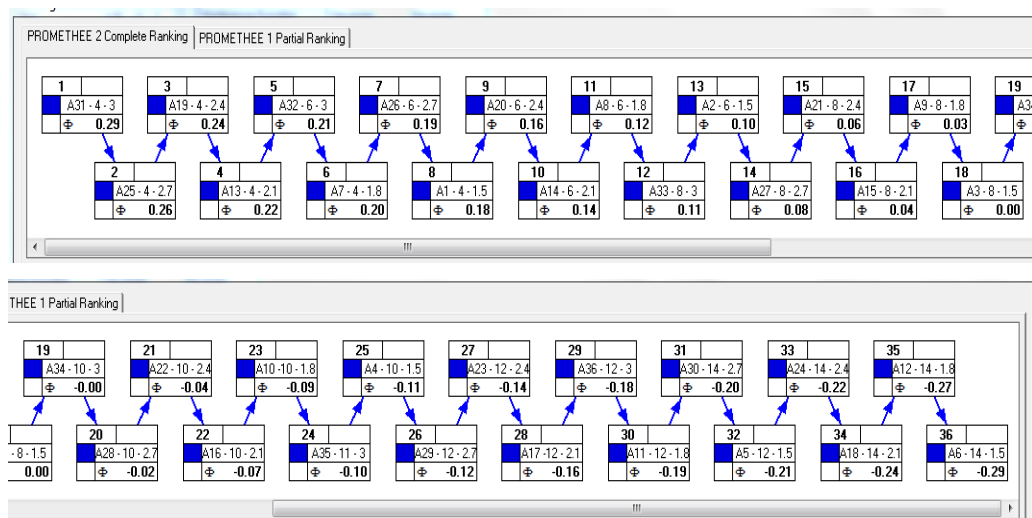 PROMETHEE 2 Complete Ranking PROMETHEE 1 Partial Ranking
1 3 5 7 9 11 13 15 17 19
A31 - 4 - 3 A19 - 4 - 2.4 A32 - 6 - 3 A26 - 6 - 2.7 A20 - 6 - 2.4 A8 - 6 - 1.8 A2 - 6 - 1.5 A21 - 8 - 2.4 A9 - 8 - 1.8 A3
Φ 0.29 Φ 0.24 Φ 0.21 Φ 0.19 Φ 0.16 Φ 0.12 Φ 0.10 Φ 0.06 Φ 0.03 Φ
2 4 6 8 10 12 14 16 18
A25 - 4 - 2.7 A13 - 4 - 2.1 A7 - 4 - 1.8 A1 - 4 - 1.5 A14 - 6 - 2.1 A33 - 8 - 3 A27 - 8 - 2.7 A15 - 8 - 2.1 A3 - 8 - 1.5
Φ 0.26 Φ 0.22 Φ 0.20 Φ 0.18 Φ 0.14 Φ 0.11 Φ 0.08 Φ 0.04 Φ 0.00
THEE 1 Partial Ranking
19 21 23 25 27 29 31 33 35
A34 - 10 - 3 A22 - 10 - 2.4 A10 -10 - 1.8 A4 - 10 - 1.5 A23 - 12 - 2.4 A36 - 12 - 3 A30 - 14 - 2.7 A24 - 14 - 2.4 A12 - 14 - 1.8
Φ -0.00 Φ -0.04 Φ -0.09 Φ -0.11 Φ -0.14 Φ -0.18 Φ -0.20 Φ -0.22 Φ -0.27
20 22 24 26 28 30 32 34 36
- 8 - 1.5 A28 - 10 - 2.7 A16 - 10 - 2.1 A35 - 11 - 3 A29 - 12 - 2.7 A17 -12 - 2.1 A11 - 12 - 1.8 A5 - 12 - 1.5 A18 - 14 - 2.1 A6 - 14 - 1.5
0.00 Φ -0.02 Φ -0.07 Φ -0.10 Φ -0.12 Φ -0.16 Φ -0.19 Φ -0.21 Φ -0.24 Φ -0.29